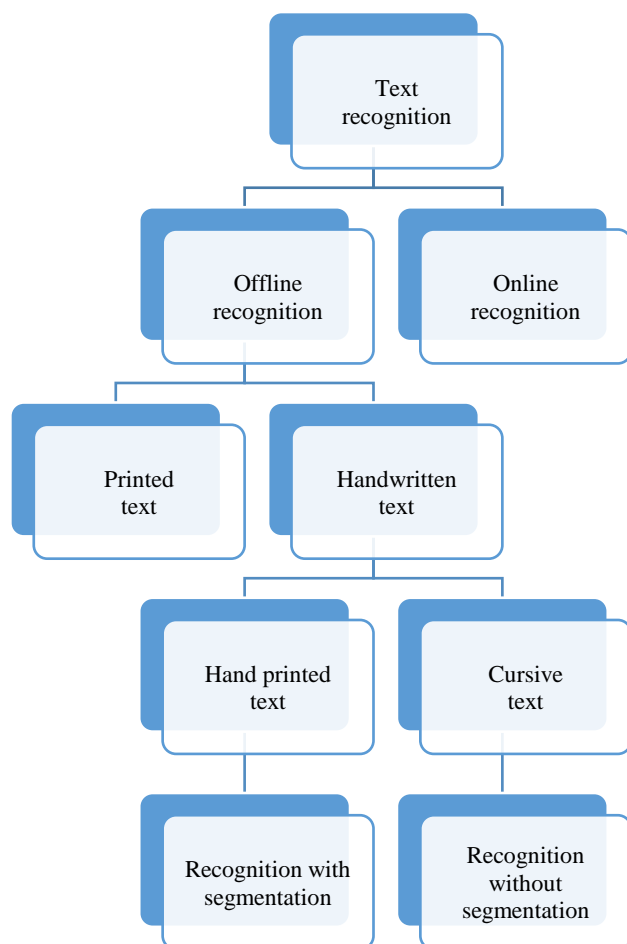 Text
recognition
Offline
recognition
Online
recognition
Printed
text
Handwritten
text
Hand printed
text
Cursive
text
Recognition with
segmentation
Recognition
without
segmentation